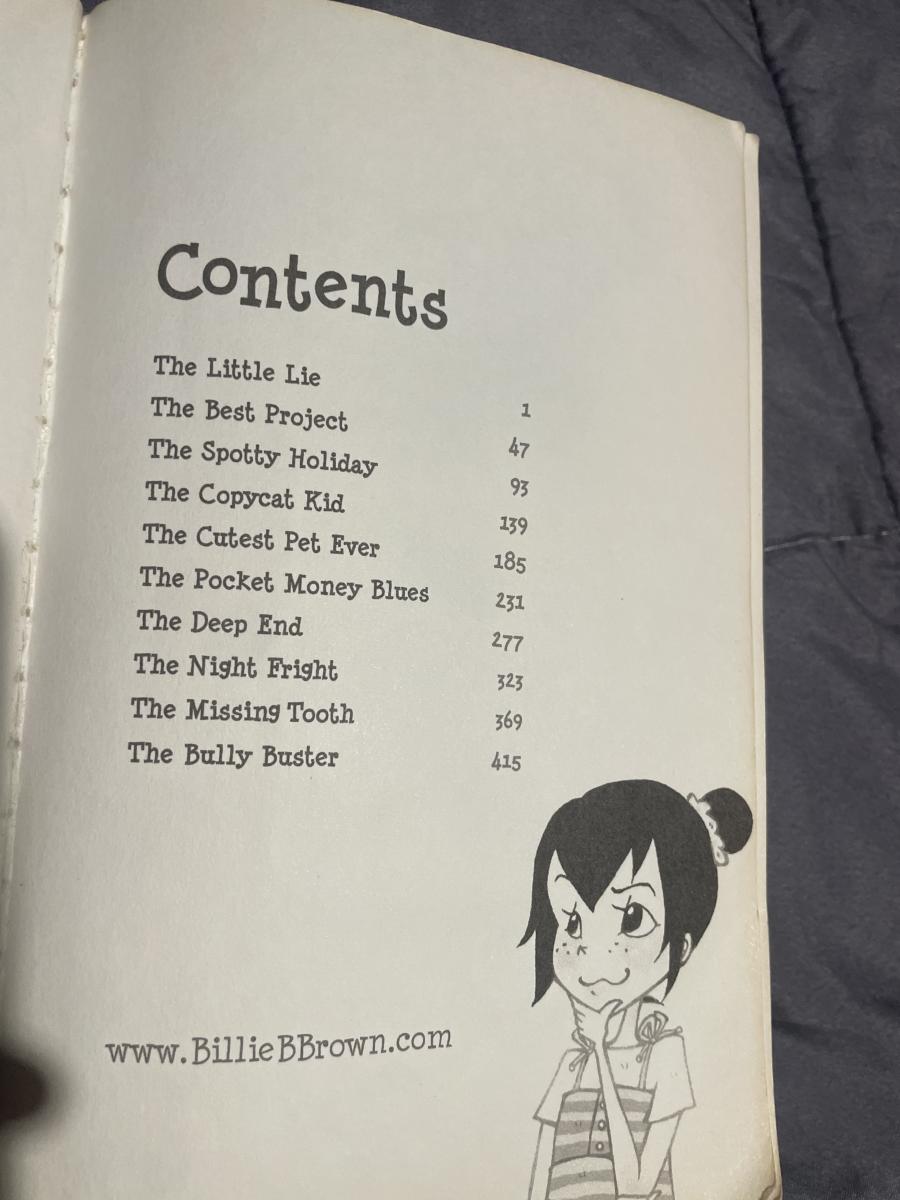 Contents
The Little Lie 1
The Best Project 47
The Spotty Holiday 93
The Copycat Kid 139
The Cutest Pet Ever 185
The Pocket Money Blues 231
The Deep End 277
The Night Fright 323
The Missing Tooth 369
The Bully Buster 415
www.BillieBBrown.com